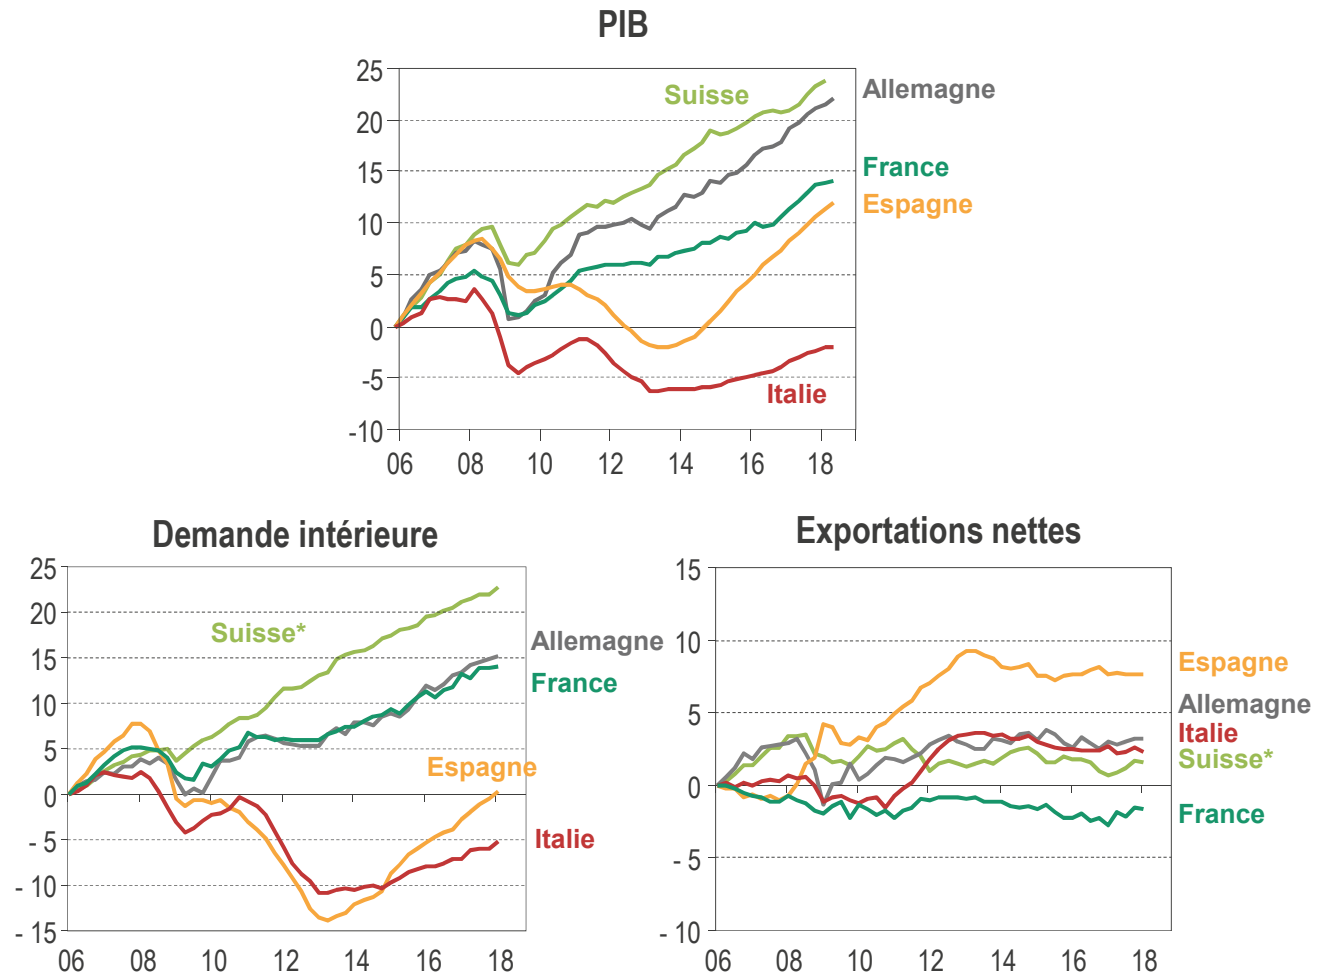 PIB
25
20
15
10
5
0
-5
-10
Suisse
Allemagne
France
Espagne
Italie
06 08 10 12 14 16 18
Demande intérieure
25
20
15
10
5
0
- 5
- 10
- 15
Suisse*
Allemagne
France
Espagne
Italie
06 08 10 12 14 16 18
Exportations nettes
15
10
5
0
- 5
- 10
Espagne
Allemagne
Italie
Suisse*
France
06 08 10 12 14 16 18